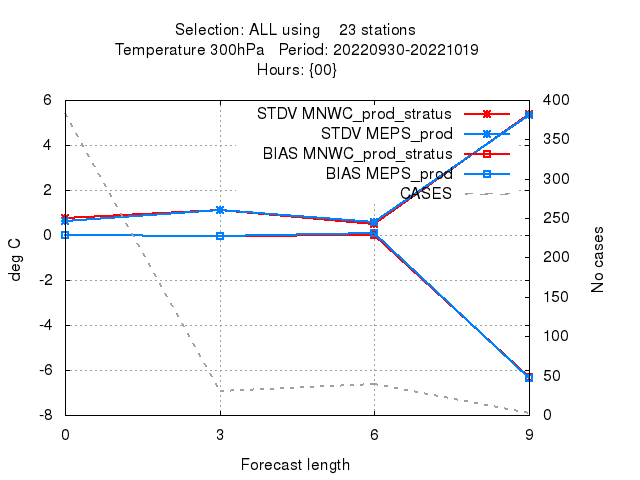 Selection: ALL using    23 stations
Temperature 300hPa   Period: 20220930-20221019
Hours: {00}
STDV MNWC_prod_stratus
STDV MEPS_prod
BIAS MNWC_prod_stratus
BIAS MEPS_prod
CASES
6
4
2
0
-2
-4
-6
-8
deg C
400
350
300
250
200
150
100
50
0
No cases
0
3
6
9
Forecast length